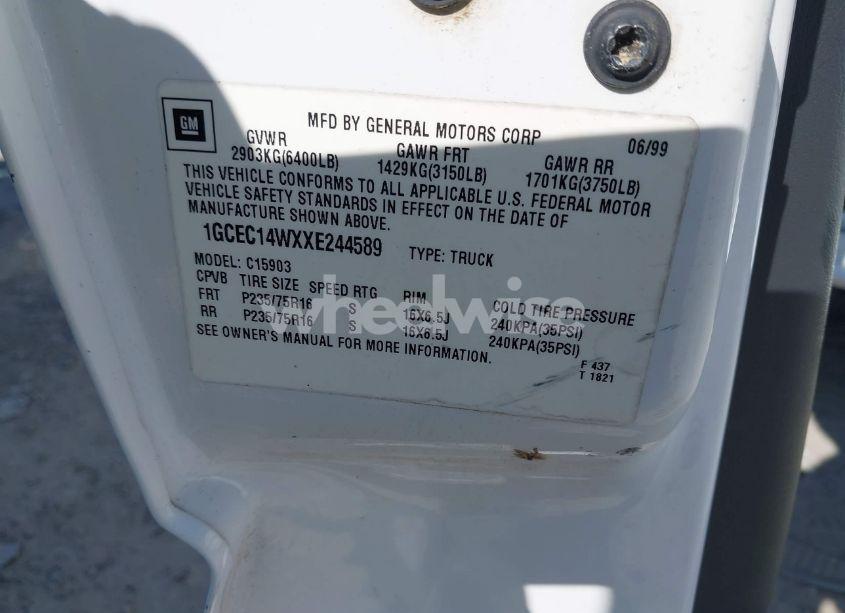 GM
MFD BY GENERAL MOTORS CORP 06/99
GVWR GAWR FRT GAWR RR
2903KG(6400LB) 1429KG(3150LB) 1701KG(3750LB)
THIS VEHICLE CONFORMS TO ALL APPLICABLE U.S. FEDERAL MOTOR
VEHICLE SAFETY STANDARDS IN EFFECT ON THE DATE OF
MANUFACTURE SHOWN ABOVE.
1GCEC14WXXE244589 TYPE: TRUCK
MODEL: C15903
CPVB TIRE SIZE SPEED RTG RIM COLD TIRE PRESSURE
FRT P235/75R16 S 16X6.5J 240KPA(35PSI)
RR P235/75R16 S 16X6.5J 240KPA(35PSI)
SEE OWNER'S MANUAL FOR MORE INFORMATION.
F 437
T 1821
wheelwise